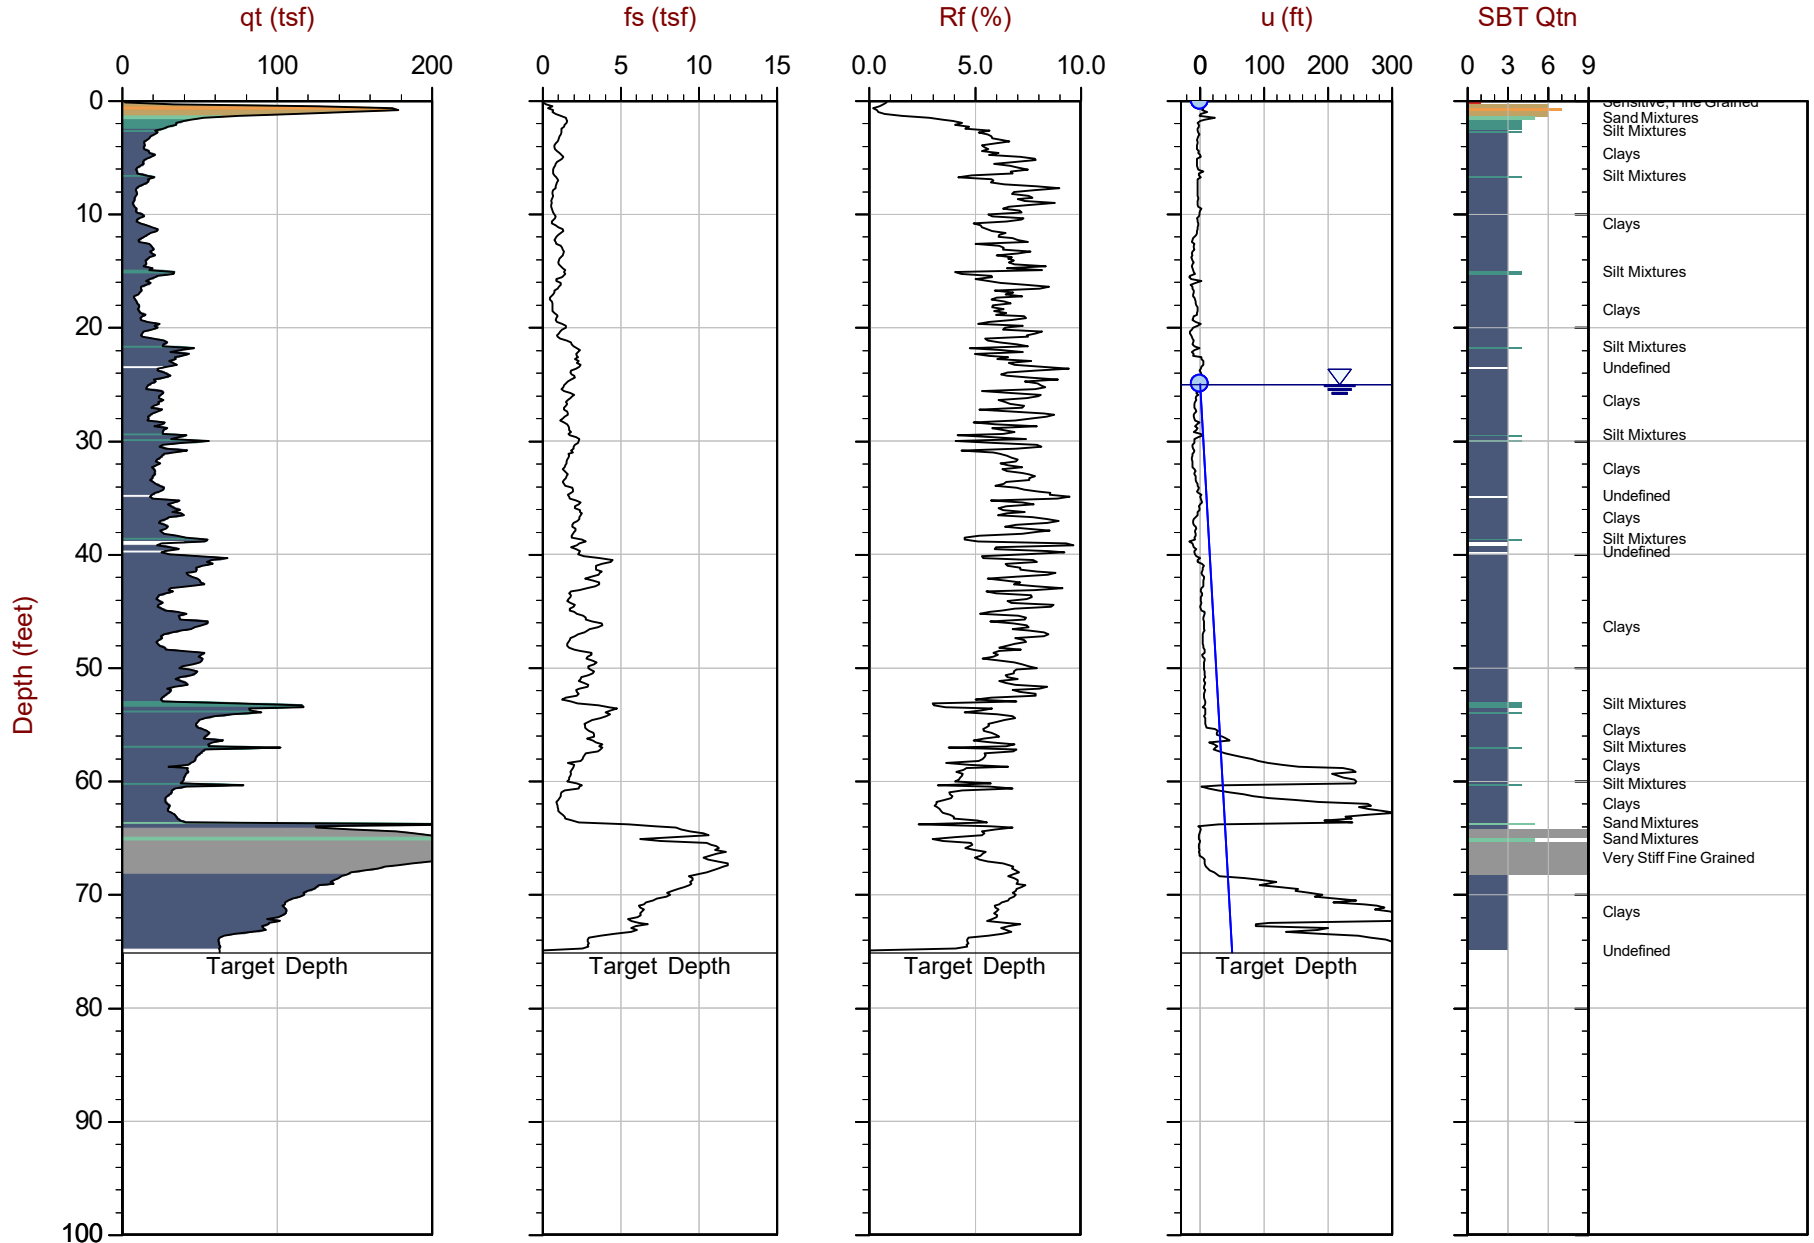 qt (tsf) fs (tsf) Rf (%) u (ft) SBT Qtn
0 100 200 0 5 10 15 0.0 5.0 10.0 0 100 200 300 0 3 6 9
0
10
20
30
40
50
60
70
80
90
100
Depth (feet)
Sensitive, Fine Grained
Sand Mixtures
Silt Mixtures
Clays
Silt Mixtures
Clays
Silt Mixtures
Clays
Silt Mixtures
Undefined
Clays
Silt Mixtures
Clays
Undefined
Clays
Silt Mixtures
Undefined
Clays
Silt Mixtures
Clays
Silt Mixtures
Clays
Silt Mixtures
Clays
Sand Mixtures
Sand Mixtures
Very Stiff Fine Grained
Clays
Undefined
Target Depth Target Depth Target Depth Target Depth